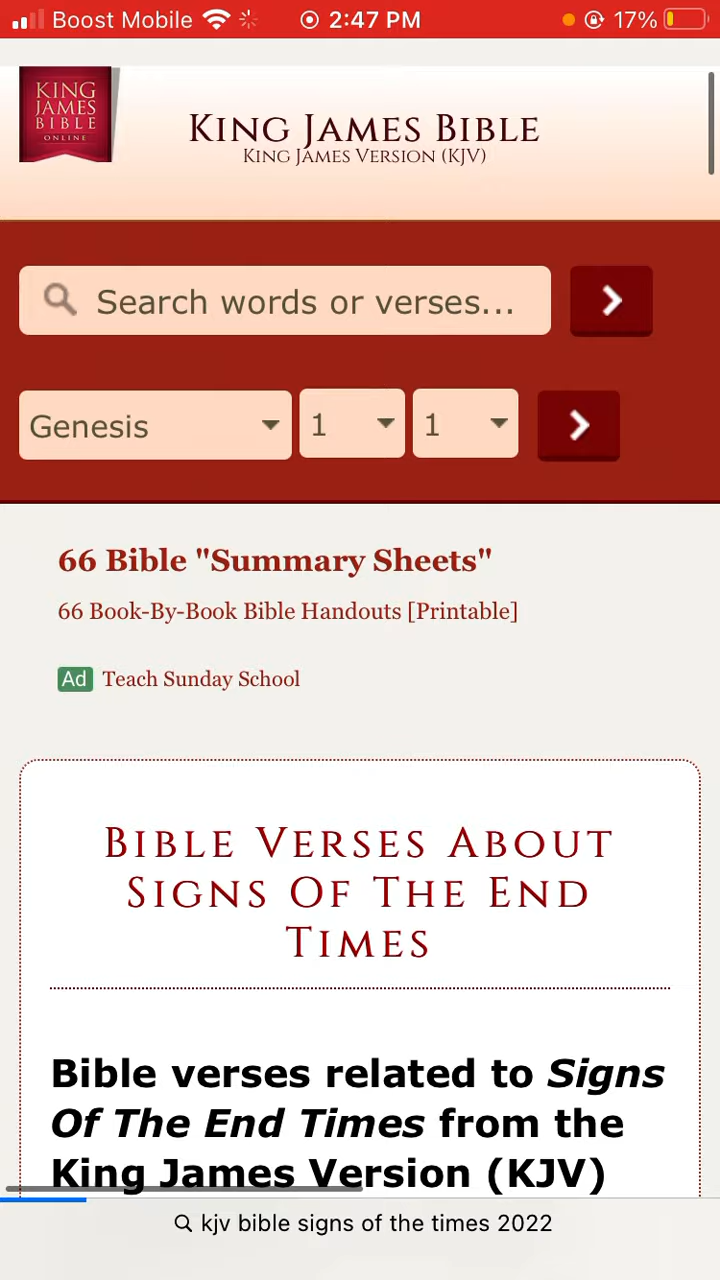 Boost Mobile 2:47 PM 17%
KING
JAMES
BIBLE
ONLINE
KING JAMES BIBLE
KING JAMES VERSION (KJV)
Search words or verses...
Genesis 1 1
66 Bible "Summary Sheets"
66 Book-By-Book Bible Handouts [Printable]
Ad Teach Sunday School
BIBLE VERSES ABOUT
SIGNS OF THE END
TIMES
Bible verses related to Signs
Of The End Times from the
King James Version (KJV)
kjv bible signs of the times 2022